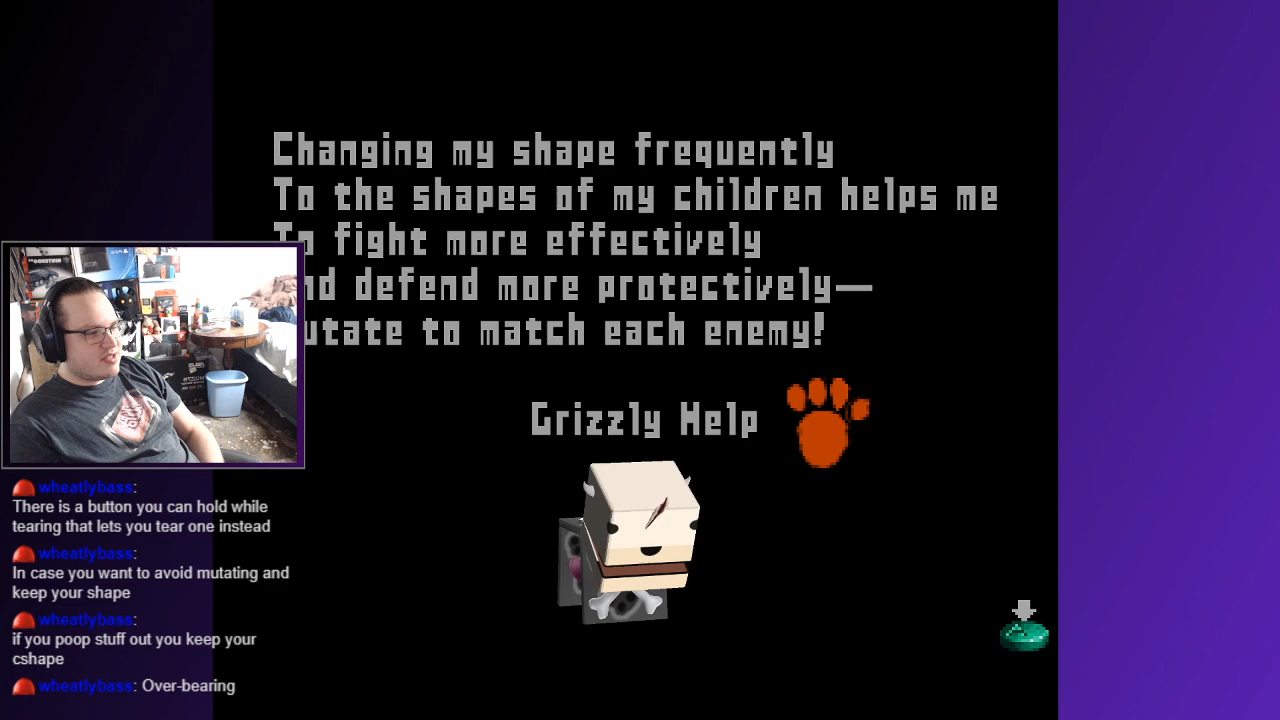 Changing my shape frequently
To the shapes of my children helps me
To fight more effectively
nd defend more protectively—
utate to match each enemy!
Grizzly Help
wheatlybass:
There is a button you can hold while
tearing that lets you tear one instead
wheatlybass:
In case you want to avoid mutating and
keep your shape
wheatlybass:
if you poop stuff out you keep your
cshape
wheatlybass: Over-bearing